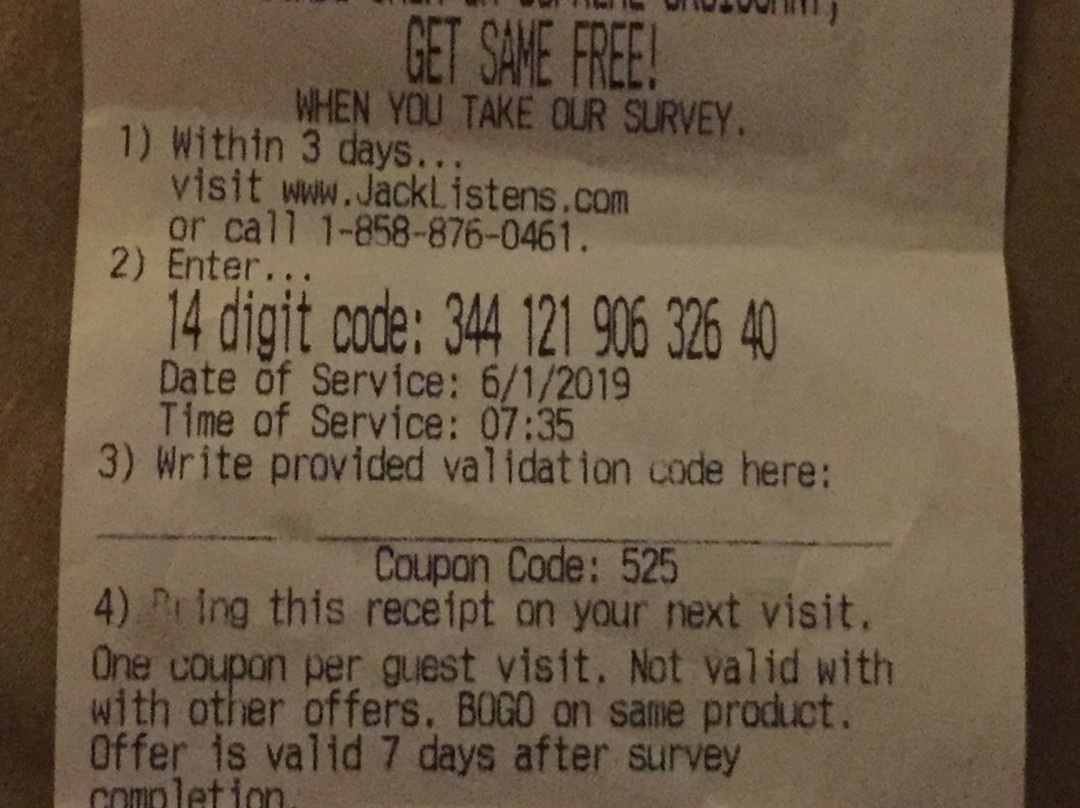 GET SAME FREE!
WHEN YOU TAKE OUR SURVEY.
1) Within 3 days...
visit www.JackListens.com
or call 1-858-876-0461.
2) Enter...
14 digit code: 344 121 906 326 40
Date of Service: 6/1/2019
Time of Service: 07:35
3) Write provided validation code here:
Coupon Code: 525
4) Bring this receipt on your next visit.
One coupon per guest visit. Not valid with
with other offers. BOGO on same product.
Offer is valid 7 days after survey
completion.